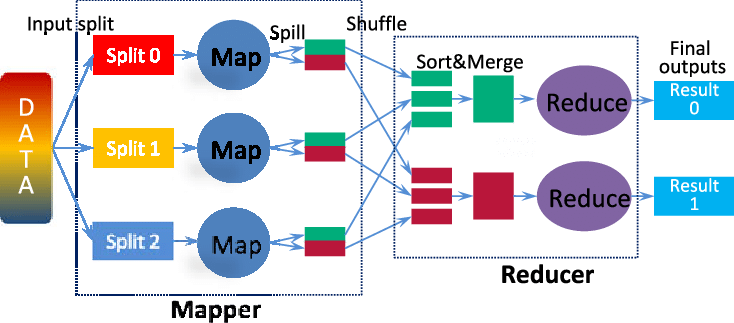 Input split
Spill
Shuffle
Sort&Merge
Final
outputs
DATA
Split 0
Map
Split 1
Map
Split 2
Map
Reduce
Result
0
Reduce
Result
1
Reducer
Mapper